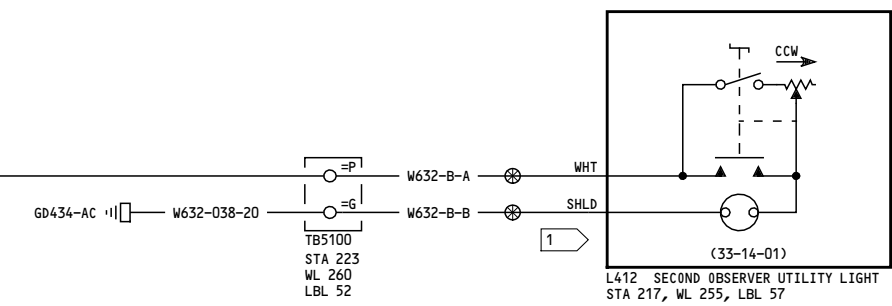 CCW
=P
W632-B-A
WHT
GD434-AC
W632-038-20
=G
W632-B-B
SHLD
1
TB5100
STA 223
WL 260
LBL 52
(33-14-01)
L412 SECOND OBSERVER UTILITY LIGHT
STA 217, WL 255, LBL 57